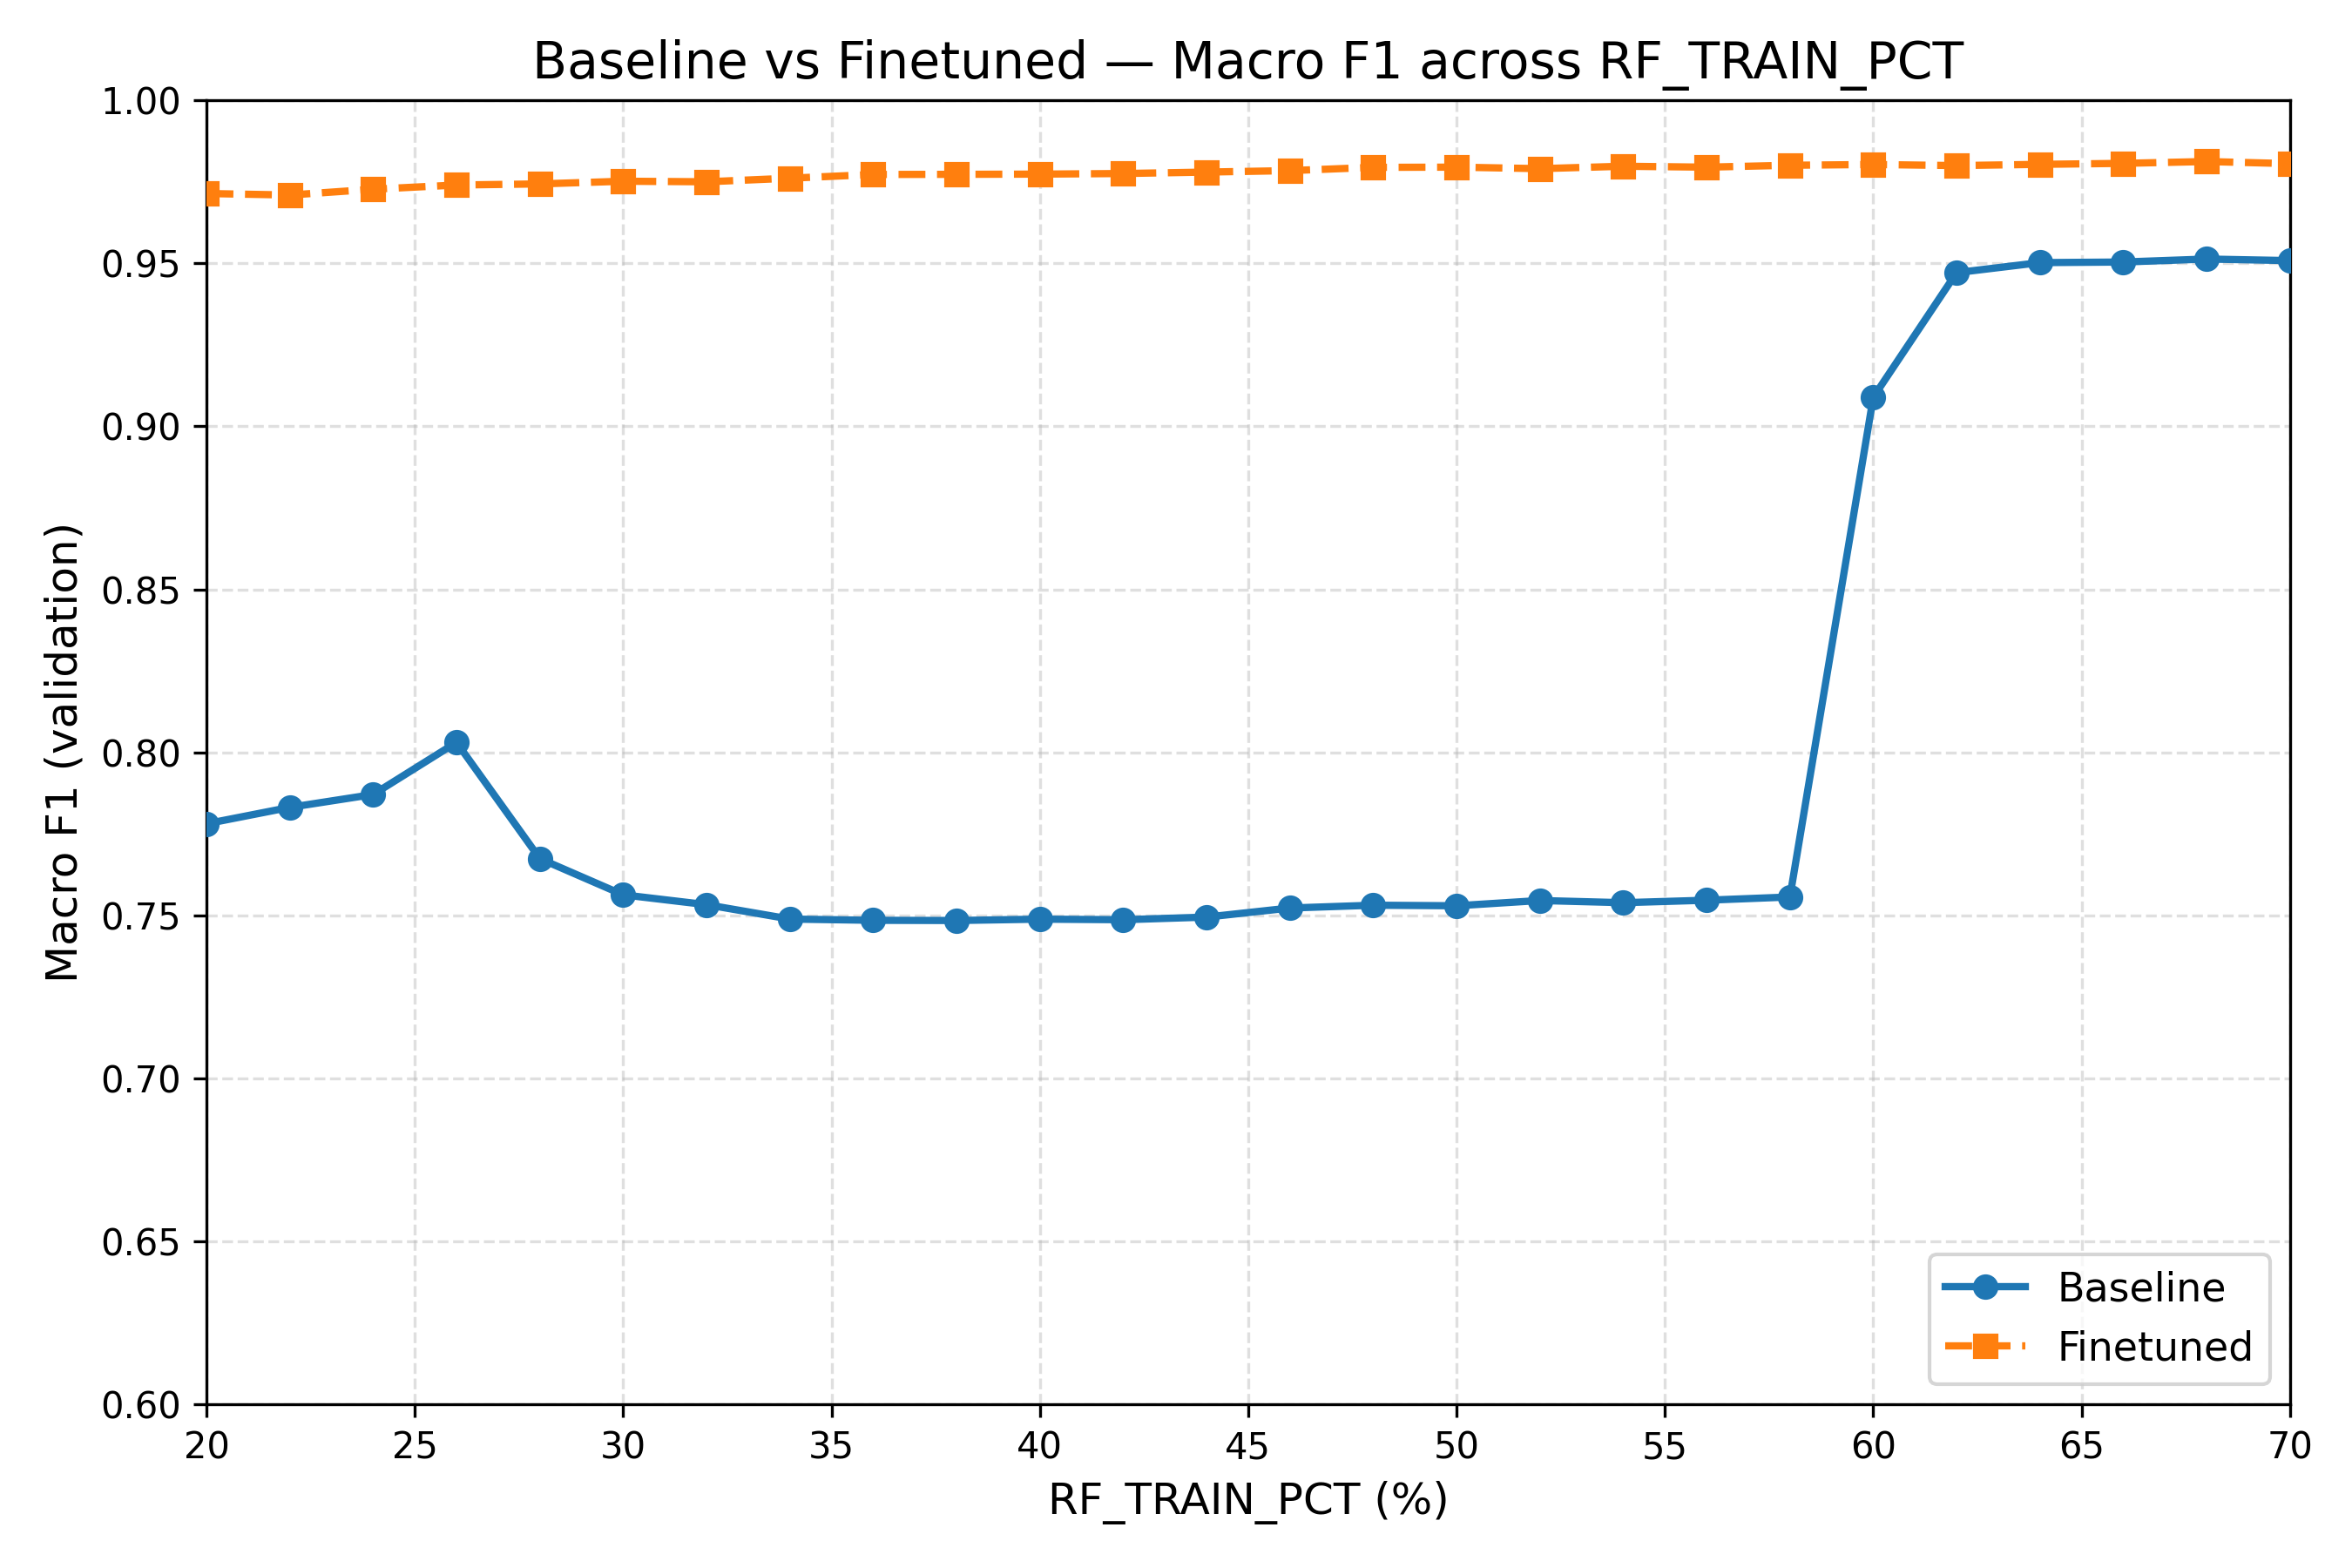 Baseline vs Finetuned — Macro F1 across RF_TRAIN_PCT
Macro F1 (validation)
1.00
0.95
0.90
0.85
0.80
0.75
0.70
0.65
0.60
20 25 30 35 40 45 50 55 60 65 70
RF_TRAIN_PCT (%)
Baseline
Finetuned